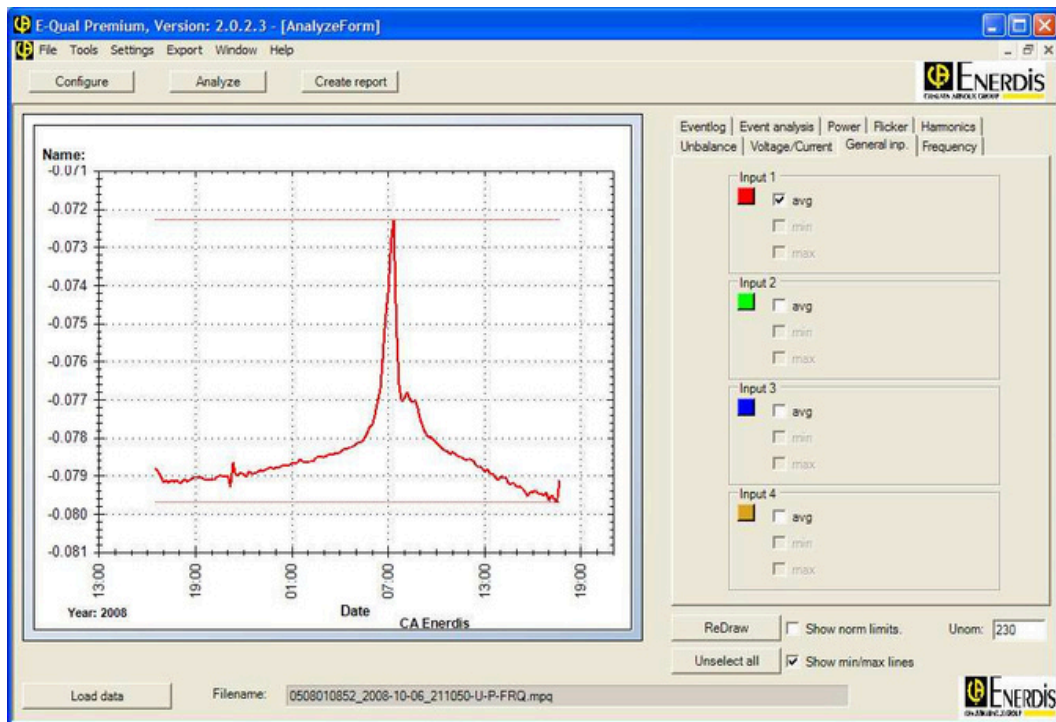 E-Qual Premium, Version: 2.0.2.3 - [AnalyzeForm]
File Tools Settings Export Window Help
Configure Analyze Create report
ENERDIS
Name:
-0.071
-0.072
-0.073
-0.074
-0.075
-0.076
-0.077
-0.078
-0.079
-0.080
-0.081
13:00 19:00 01:00 07:00 13:00 19:00
Year: 2008
Date
CA Enerdis
Eventlog Event analysis Power Flicker Harmonics
Unbalance Voltage/Current General inp. Frequency
Input 1
avg
min
max
Input 2
avg
min
max
Input 3
avg
min
max
Input 4
avg
min
max
ReDraw Show norm limits. Unom: 230
Unselect all Show min/max lines
Load data Filename: 0508010852_2008-10-06_211050-U-P-FRQ.mpq
ENERDIS